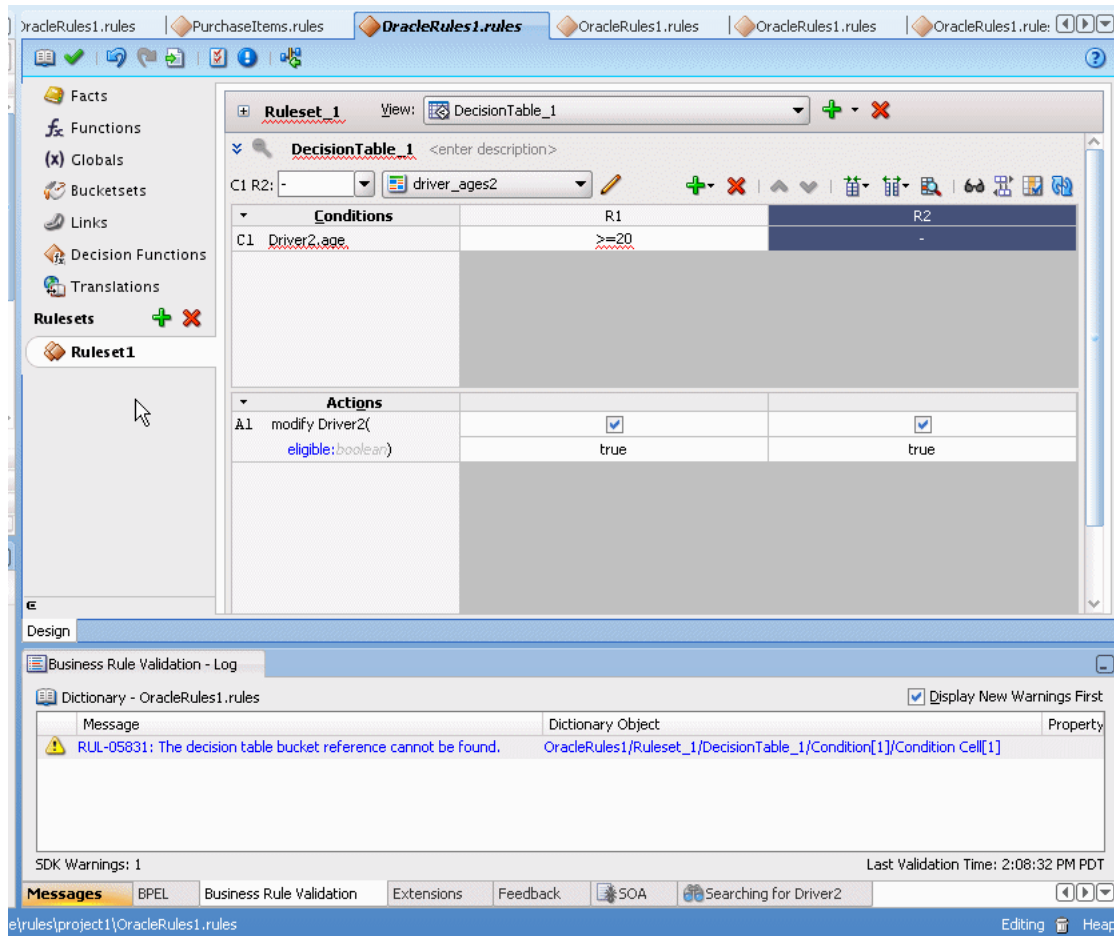 OracleRules1.rules PurchaseItems.rules OracleRules1.rules OracleRules1.rules OracleRules1.rules OracleRules1.rule:
Facts
Functions
(x) Globals
Bucketsets
Links
Decision Functions
Translations
Rulesets
Ruleset1
Ruleset_1 View: DecisionTable_1
DecisionTable_1 <enter description>
C1 R2: - driver_ages2
Conditions R1 R2
C1 Driver2.age >=20 -
Actions
A1 modify Driver2(
eligible:boolean) true true
Design
Business Rule Validation - Log
Dictionary - OracleRules1.rules Display New Warnings First
Message Dictionary Object Property
RUL-05831: The decision table bucket reference cannot be found. OracleRules1/Ruleset_1/DecisionTable_1/Condition[1]/Condition Cell[1]
SDK Warnings: 1 Last Validation Time: 2:08:32 PM PDT
Messages BPEL Business Rule Validation Extensions Feedback SOA Searching for Driver2
e\rules\project1\OracleRules1.rules Editing Heap